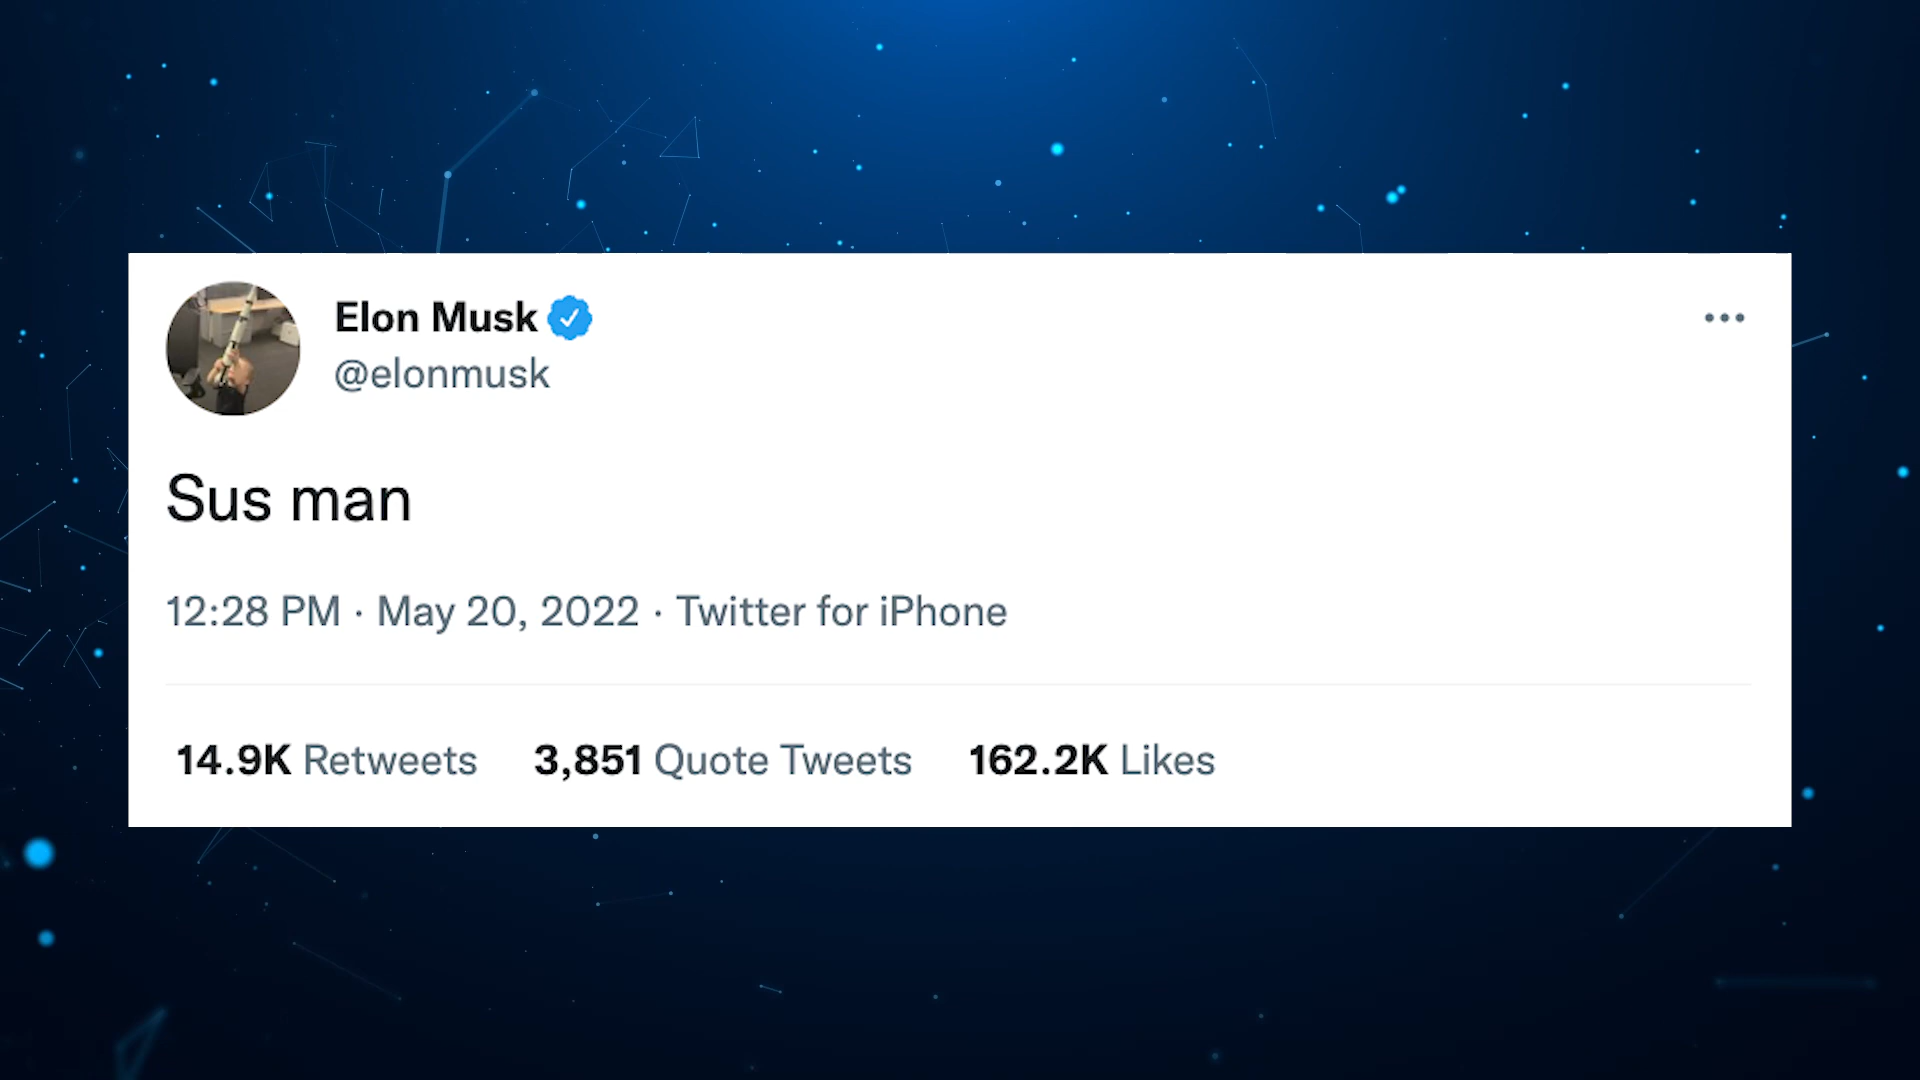 Elon Musk
@elonmusk
Sus man
12:28 PM · May 20, 2022 · Twitter for iPhone
14.9K Retweets 3,851 Quote Tweets 162.2K Likes